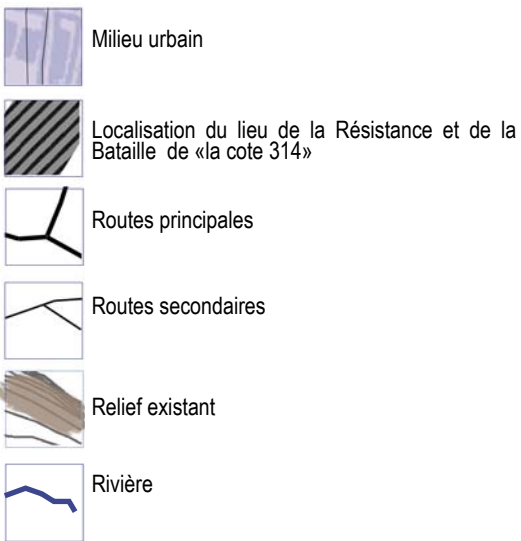 Milieu urbain
Localisation du lieu de la Résistance et de la
Bataille de «la cote 314»
Routes principales
Routes secondaires
Relief existant
Rivière